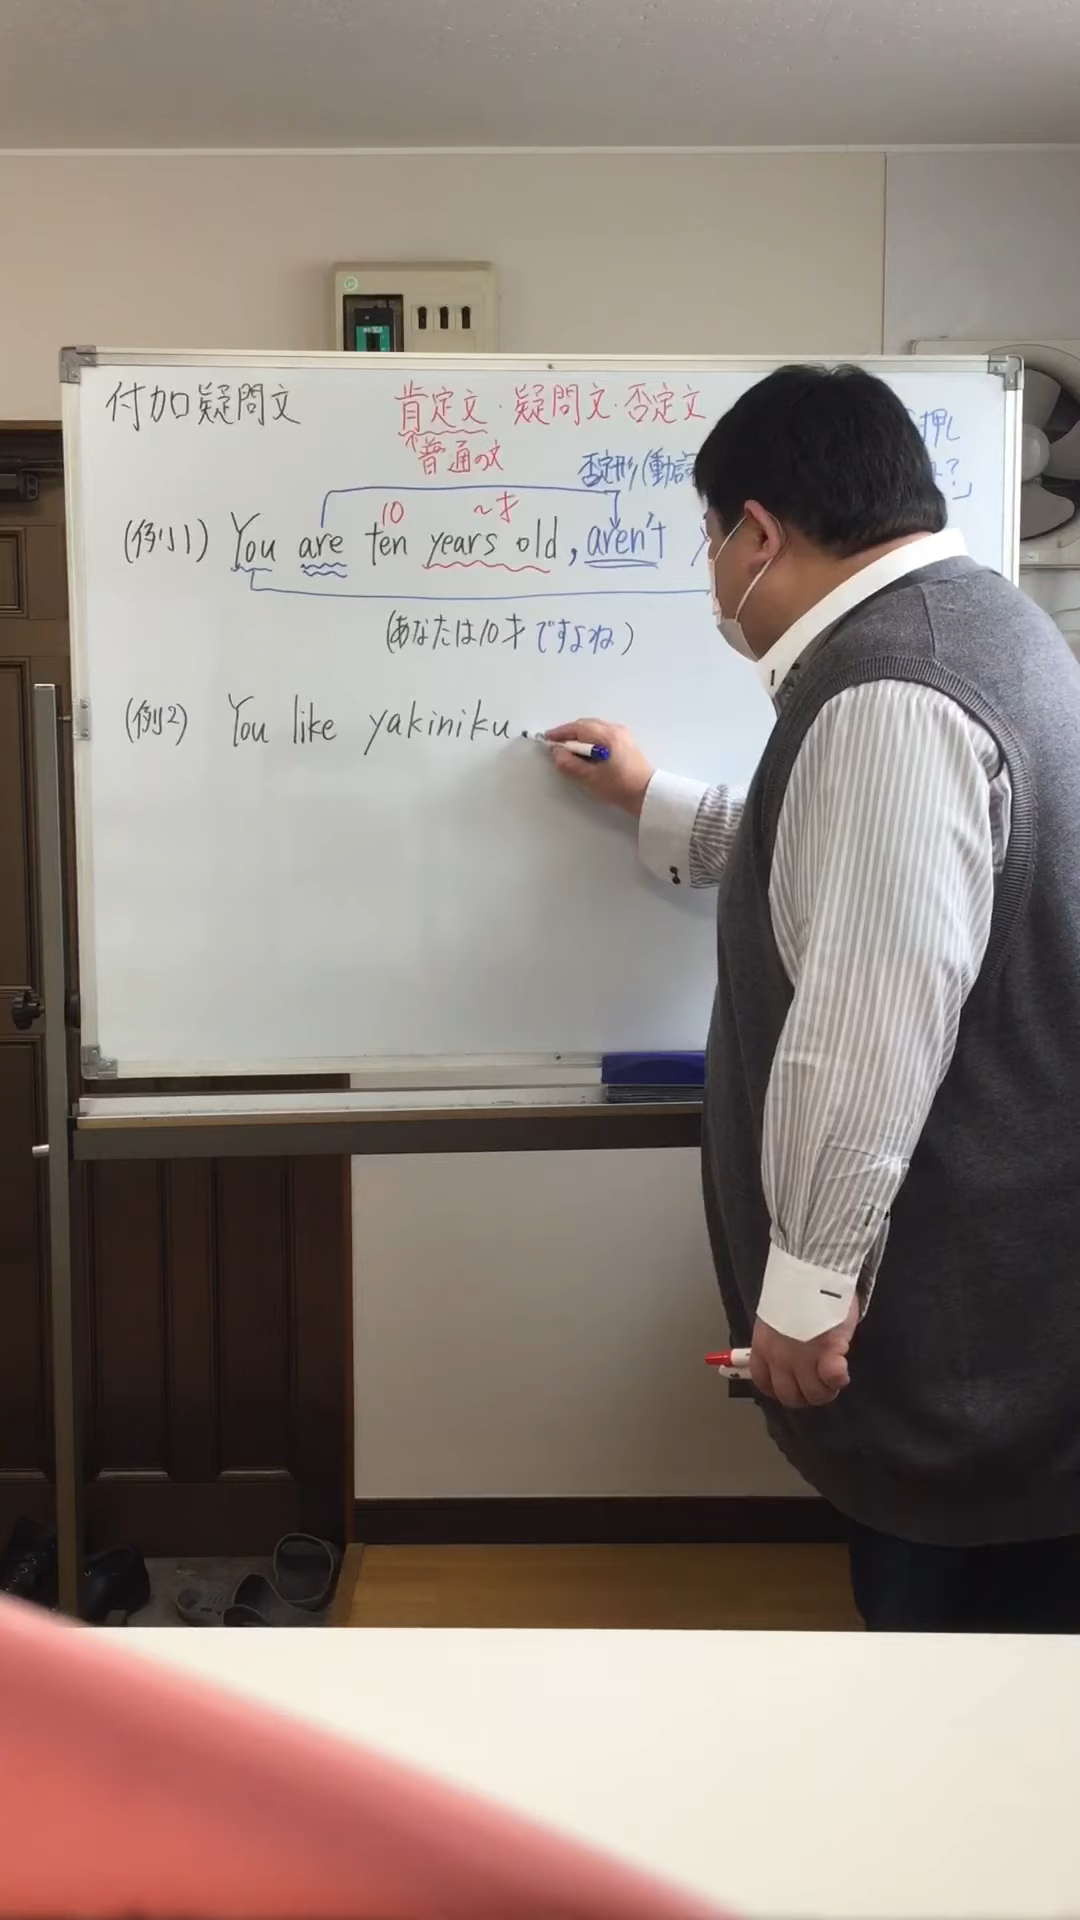 付加疑問文
肯定文・疑問文・否定文
普通の文
否定形(動詞
押し
?」
10 ~才
(例1) You are ten years old, aren't
(あなたは10才ですよね)
(例2) You like yakiniku.